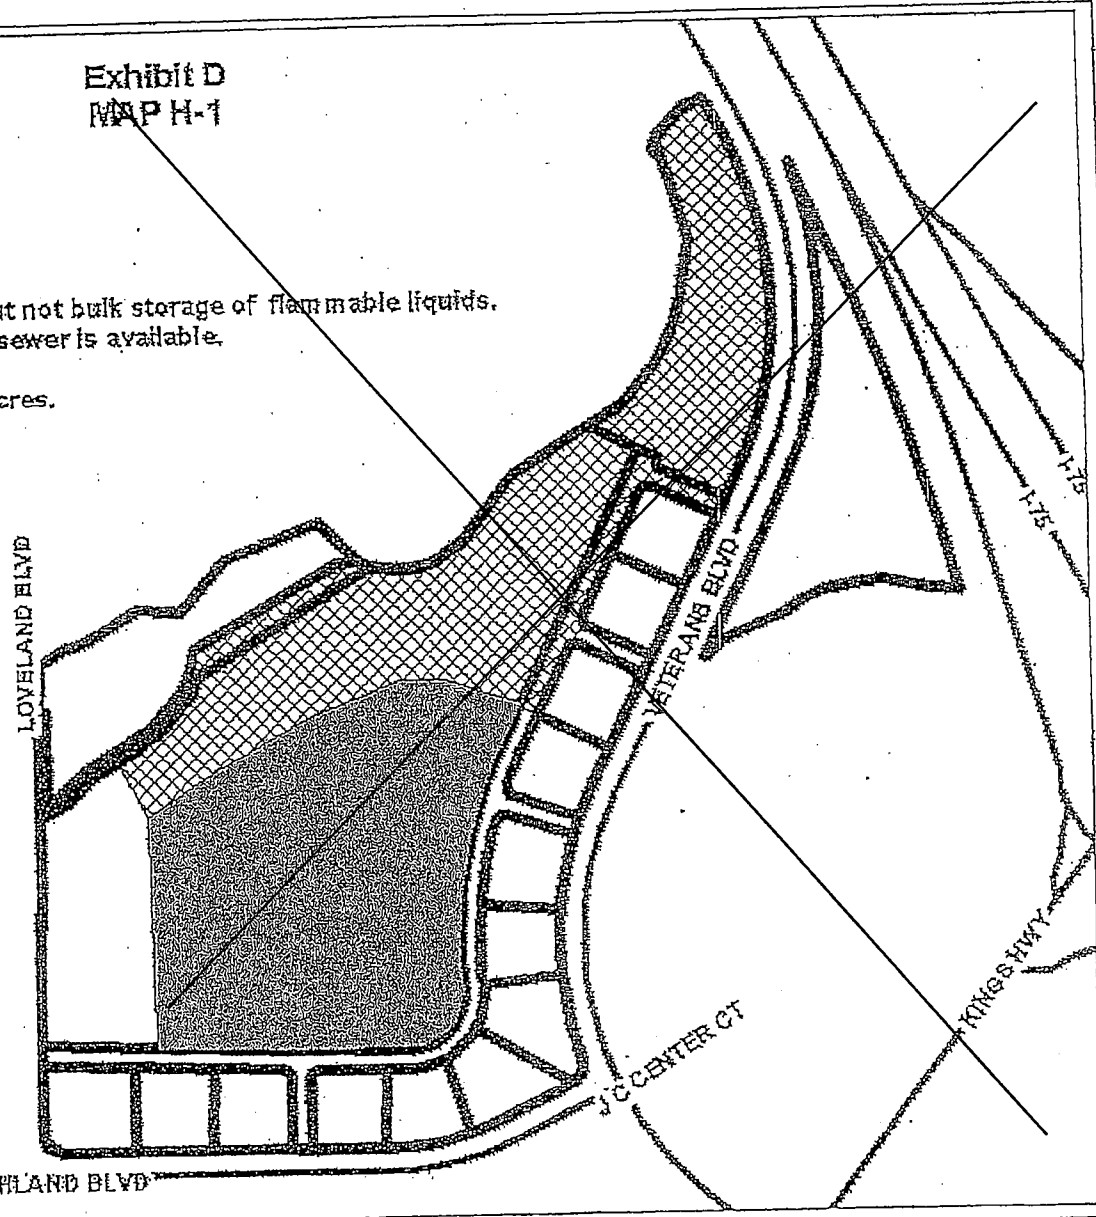 Exhibit D
MAP H-1
ut not bulk storage of flammable liquids.
sewer is available.
cres.
I-75
I-75
LOVELAND BLVD
VETERANS BLVD
KINGS HWY
J C CENTER CT
HLAND BLVD